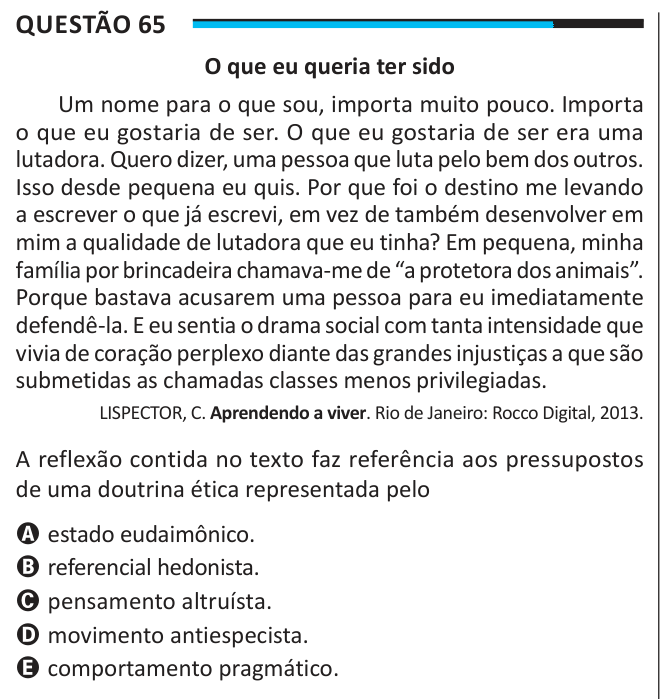 QUESTÃO 65
O que eu queria ter sido
Um nome para o que sou, importa muito pouco. Importa
o que eu gostaria de ser. O que eu gostaria de ser era uma
lutadora. Quero dizer, uma pessoa que luta pelo bem dos outros.
Isso desde pequena eu quis. Por que foi o destino me levando
a escrever o que já escrevi, em vez de também desenvolver em
mim a qualidade de lutadora que eu tinha? Em pequena, minha
família por brincadeira chamava-me de “a protetora dos animais”.
Porque bastava acusarem uma pessoa para eu imediatamente
defendê-la. E eu sentia o drama social com tanta intensidade que
vivia de coração perplexo diante das grandes injustiças a que são
submetidas as chamadas classes menos privilegiadas.
LISPECTOR, C. Aprendendo a viver. Rio de Janeiro: Rocco Digital, 2013.
A reflexão contida no texto faz referência aos pressupostos
de uma doutrina ética representada pelo
A estado eudaimônico.
B referencial hedonista.
C pensamento altruísta.
D movimento antiespecista.
E comportamento pragmático.